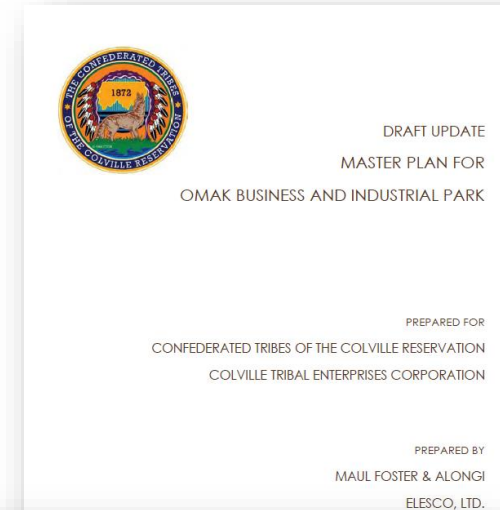 THE CONFEDERATED TRIBES
1872
OF THE COLVILLE RESERVATION
DRAFT UPDATE
MASTER PLAN FOR
OMAK BUSINESS AND INDUSTRIAL PARK
PREPARED FOR
CONFEDERATED TRIBES OF THE COLVILLE RESERVATION
COLVILLE TRIBAL ENTERPRISES CORPORATION
PREPARED BY
MAUL FOSTER & ALONGI
ELESCO, LTD.